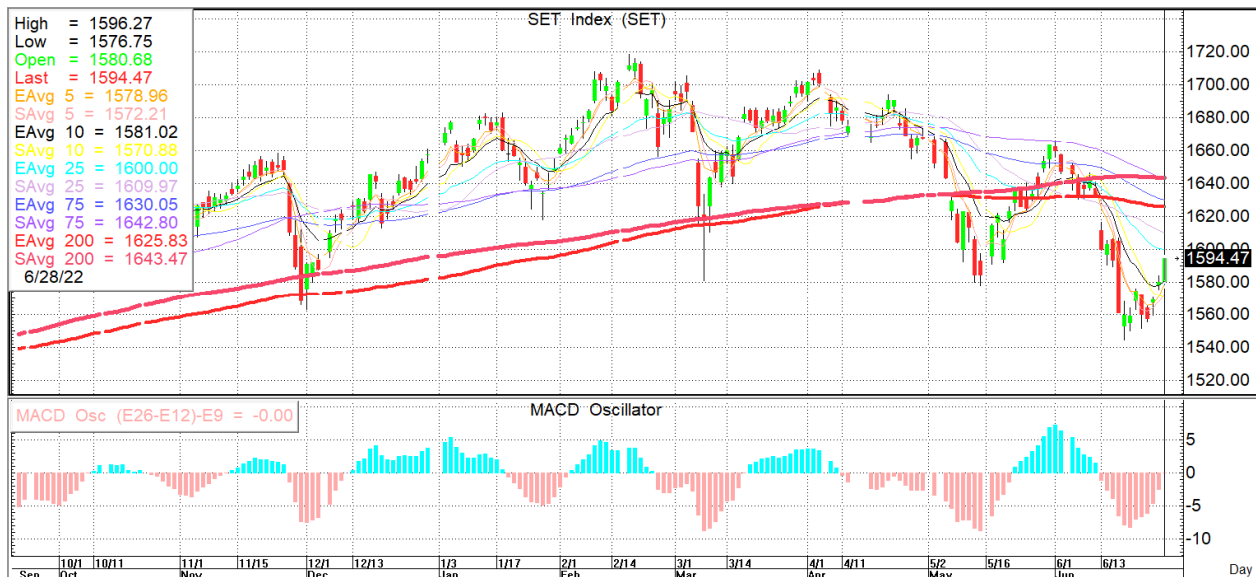 SET Index (SET)
High = 1596.27
Low = 1576.75
Open = 1580.68
Last = 1594.47
EAvg 5 = 1578.96
SAvg 5 = 1572.21
EAvg 10 = 1581.02
SAvg 10 = 1570.88
EAvg 25 = 1600.00
SAvg 25 = 1609.97
EAvg 75 = 1630.05
SAvg 75 = 1642.80
EAvg 200 = 1625.83
SAvg 200 = 1643.47
6/28/22
1720.00
1700.00
1680.00
1660.00
1640.00
1620.00
1600.00
1594.47
1580.00
1560.00
1540.00
1520.00
MACD Oscillator
MACD Osc (E26-E12)-E9 = -0.00
5
0
-5
-10
10/1 10/11 11/1 11/15 12/1 12/13 1/3 1/17 2/1 2/14 3/1 3/14 4/1 4/11 5/2 5/16 6/1 6/13
Sep Oct Nov Dec Jan Feb Mar Apr May Jun Day